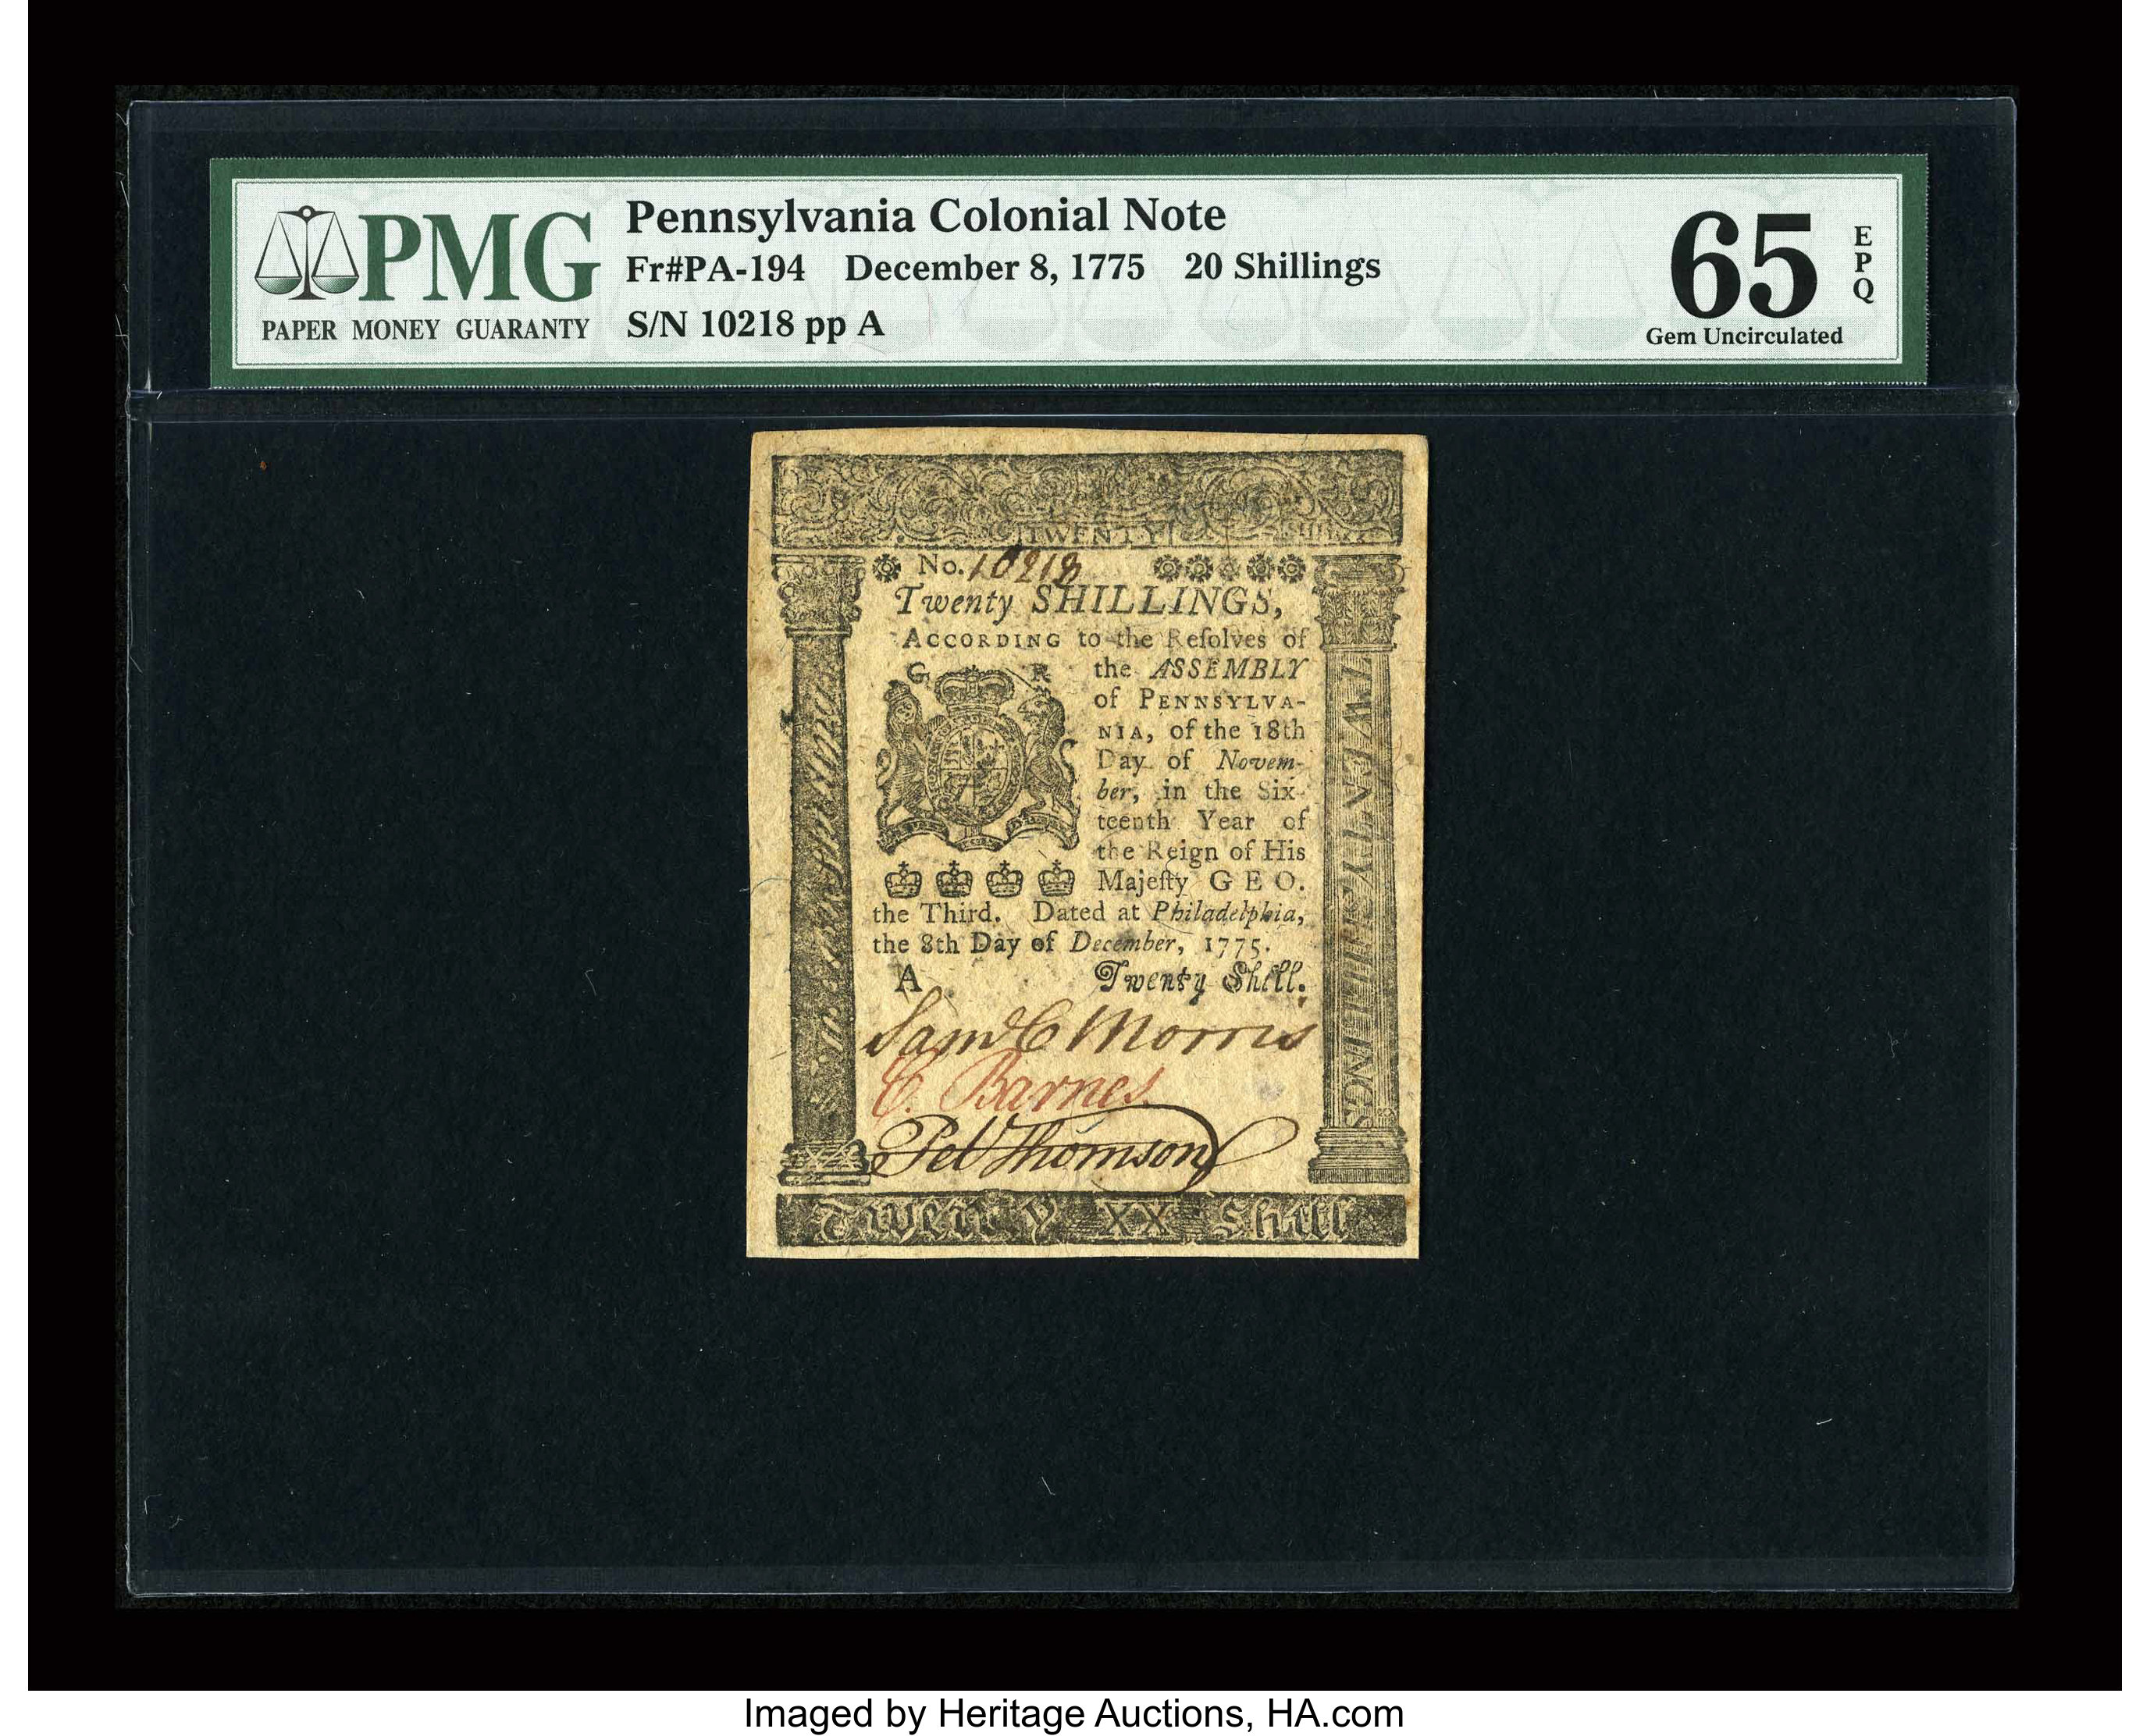 PMG
PAPER MONEY GUARANTY
Pennsylvania Colonial Note
Fr#PA-194 December 8, 1775 20 Shillings
S/N 10218 pp A
65
EPQ
Gem Uncirculated
TWENTY SHIL
No. 10218
Twenty SHILLINGS,
ACCORDING to the Reſolves of
G R the ASSEMBLY
of PENNSYLVA-
NIA, of the 18th
Day of Novem-
ber, in the Six-
teenth Year of
the Reign of His
Majeſty GEO.
the Third. Dated at Philadelphia,
the 8th Day of December, 1775.
A Twenty Shill.
Saml C Morris
C. Barnes
Pet Thomson
TWENTY SHILLINGS
Twenty XX Shill
Imaged by Heritage Auctions, HA.com